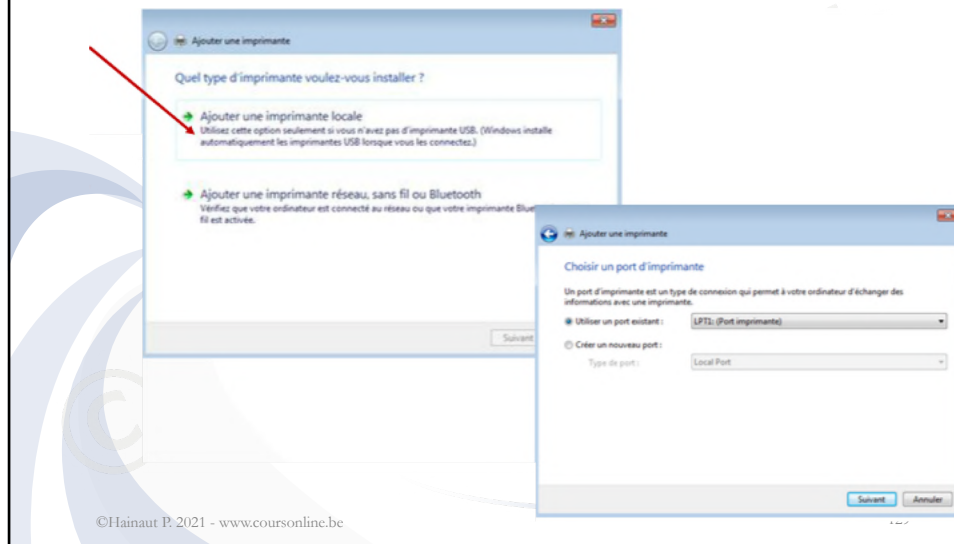 Ajouter une imprimante
Quel type d'imprimante voulez-vous installer ?
Ajouter une imprimante locale
Utilisez cette option seulement si vous n'avez pas d'imprimante USB. (Windows installe
automatiquement les imprimantes USB lorsque vous les connectez.)
Ajouter une imprimante réseau, sans fil ou Bluetooth
Vérifiez que votre ordinateur est connecté au réseau ou que votre imprimante
fil est activée.
Suivant
Ajouter une imprimante
Choisir un port d'imprimante
Un port d'imprimante est un type de connexion qui permet à votre ordinateur d'échanger des
informations avec une imprimante.
Utiliser un port existant :
LPT1: (Port imprimante)
Créer un nouveau port :
Type de port :
Local Port
Suivant
Annuler
©Hainaut P. 2021 - www.coursonline.be